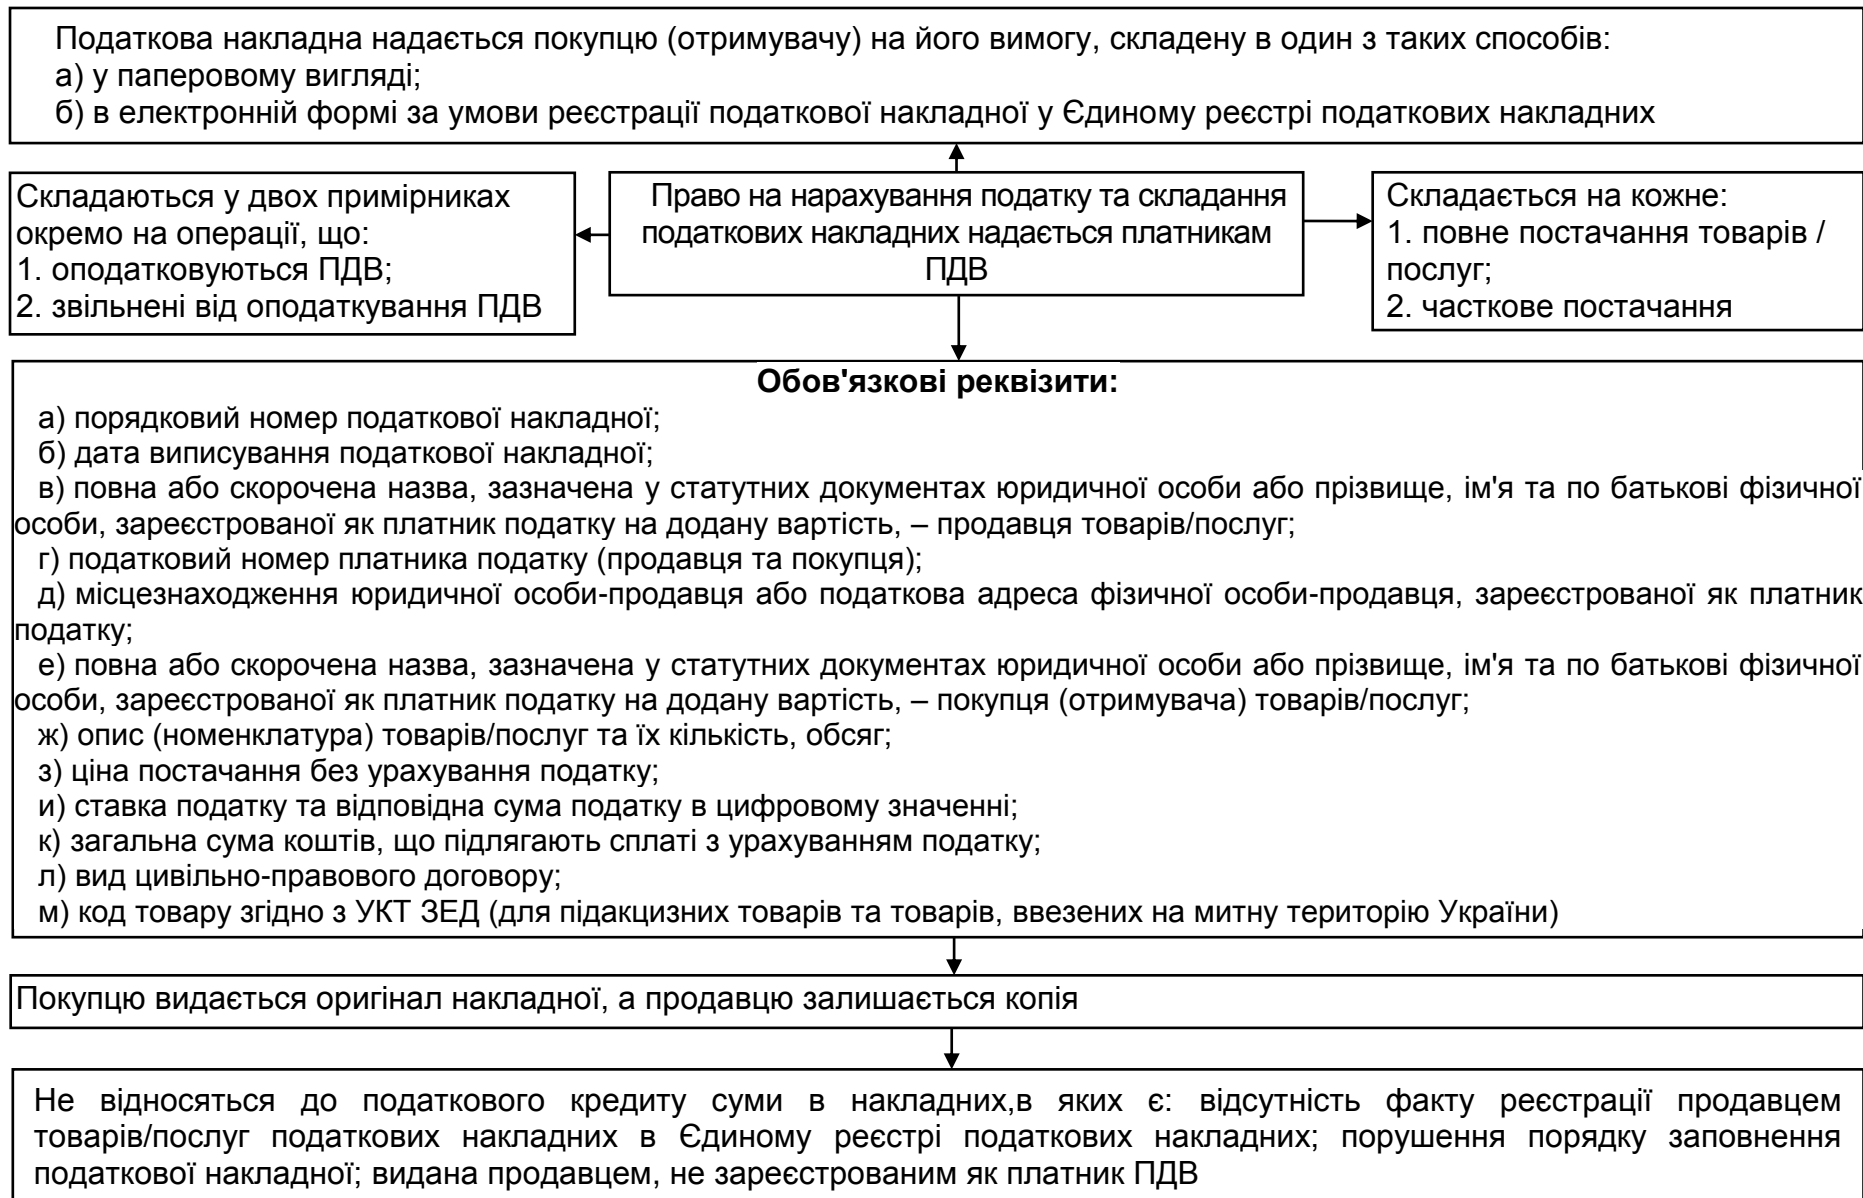 Податкова накладна надається покупцю (отримувачу) на його вимогу, складену в один з таких способів:
а) у паперовому вигляді;
б) в електронній формі за умови реєстрації податкової накладної у Єдиному реєстрі податкових накладних
Складаються у двох примірниках
окремо на операції, що:
1. оподатковуються ПДВ;
2. звільнені від оподаткування ПДВ
Право на нарахування податку та складання
податкових накладних надається платникам
ПДВ
Складається на кожне:
1. повне постачання товарів /
послуг;
2. часткове постачання
Обов'язкові реквізити:
а) порядковий номер податкової накладної;
б) дата виписування податкової накладної;
в) повна або скорочена назва, зазначена у статутних документах юридичної особи або прізвище, ім'я та по батькові фізичної
особи, зареєстрованої як платник податку на додану вартість, – продавця товарів/послуг;
г) податковий номер платника податку (продавця та покупця);
д) місцезнаходження юридичної особи-продавця або податкова адреса фізичної особи-продавця, зареєстрованої як платник
податку;
е) повна або скорочена назва, зазначена у статутних документах юридичної особи або прізвище, ім'я та по батькові фізичної
особи, зареєстрованої як платник податку на додану вартість, – покупця (отримувача) товарів/послуг;
ж) опис (номенклатура) товарів/послуг та їх кількість, обсяг;
з) ціна постачання без урахування податку;
и) ставка податку та відповідна сума податку в цифровому значенні;
к) загальна сума коштів, що підлягають сплаті з урахуванням податку;
л) вид цивільно-правового договору;
м) код товару згідно з УКТ ЗЕД (для підакцизних товарів та товарів, ввезених на митну територію України)
Покупцю видається оригінал накладної, а продавцю залишається копія
Не відносяться до податкового кредиту суми в накладних,в яких є: відсутність факту реєстрації продавцем
товарів/послуг податкових накладних в Єдиному реєстрі податкових накладних; порушення порядку заповнення
податкової накладної; видана продавцем, не зареєстрованим як платник ПДВ